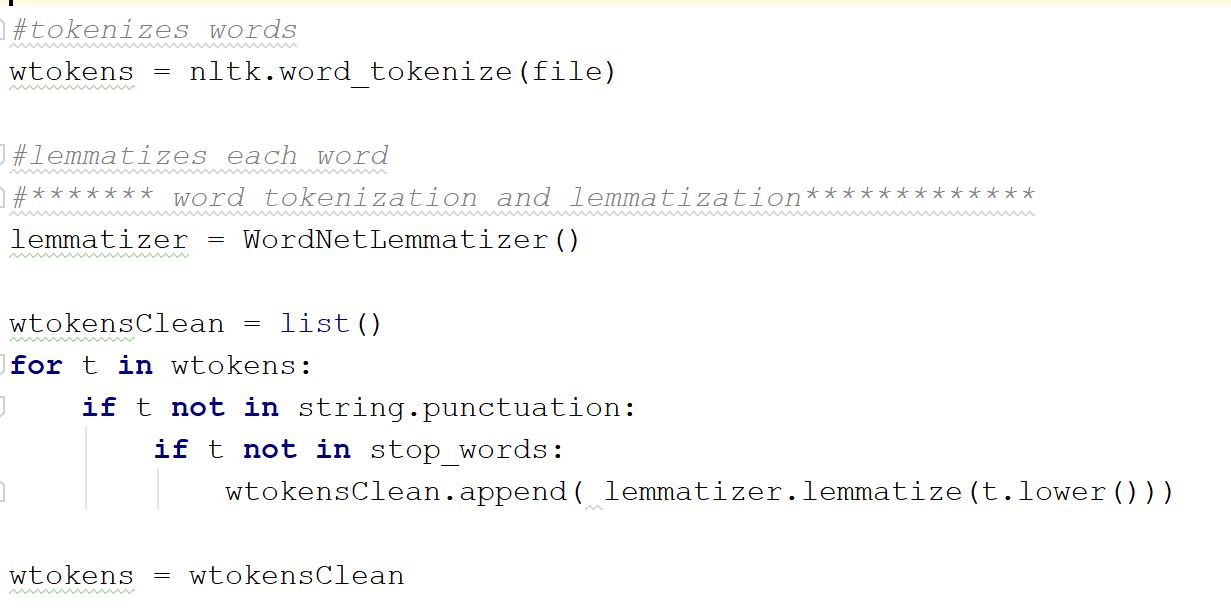 #tokenizes words
wtokens = nltk.word_tokenize(file)
#lemmatizes each word
#******* word tokenization and lemmatization*************
lemmatizer = WordNetLemmatizer()
wtokensClean = list()
for t in wtokens:
    if t not in string.punctuation:
        if t not in stop_words:
            wtokensClean.append( lemmatizer.lemmatize(t.lower()))
wtokens = wtokensClean